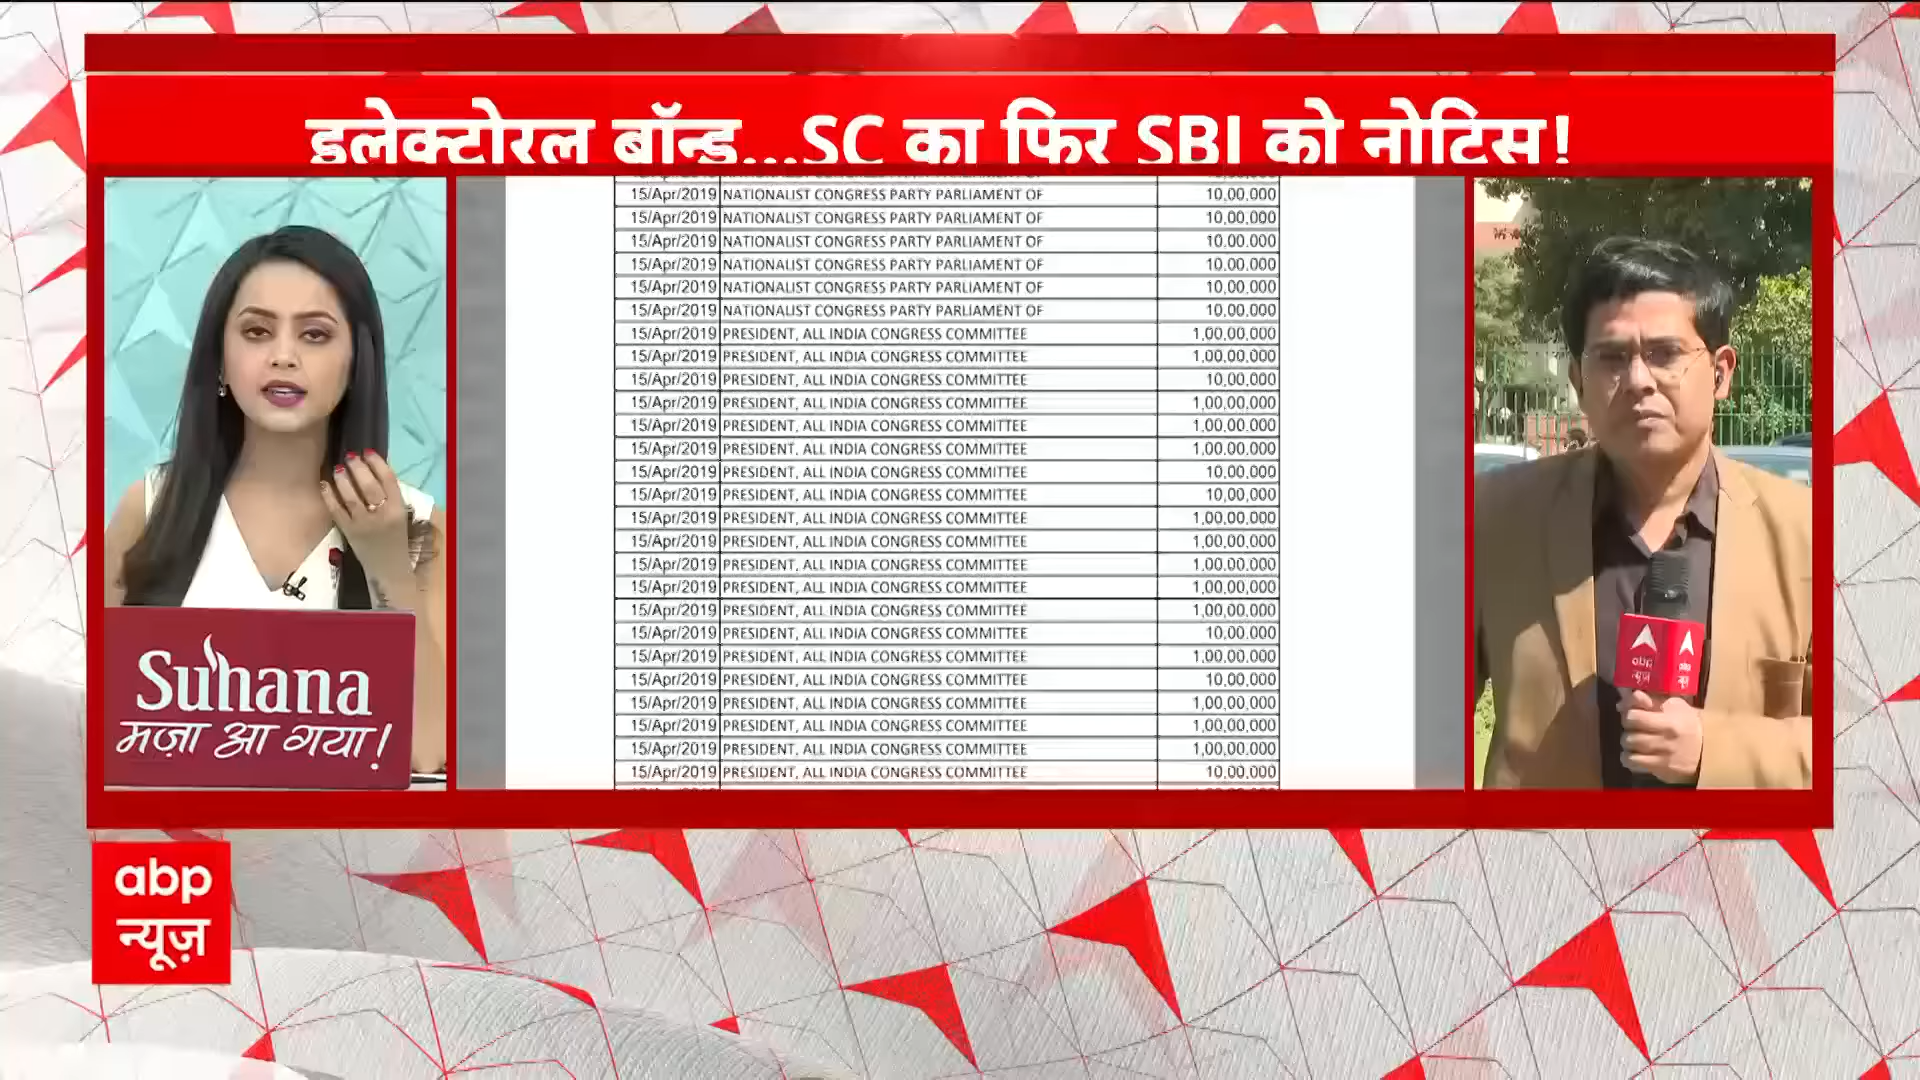 इलेक्टोरल बॉन्ड...SC का फिर SBI को नोटिस!
15/Apr/2019 NATIONALIST CONGRESS PARTY PARLIAMENT OF 10,00,000
15/Apr/2019 NATIONALIST CONGRESS PARTY PARLIAMENT OF 10,00,000
15/Apr/2019 NATIONALIST CONGRESS PARTY PARLIAMENT OF 10,00,000
15/Apr/2019 NATIONALIST CONGRESS PARTY PARLIAMENT OF 10,00,000
15/Apr/2019 NATIONALIST CONGRESS PARTY PARLIAMENT OF 10,00,000
15/Apr/2019 NATIONALIST CONGRESS PARTY PARLIAMENT OF 10,00,000
15/Apr/2019 PRESIDENT, ALL INDIA CONGRESS COMMITTEE 1,00,00,000
15/Apr/2019 PRESIDENT, ALL INDIA CONGRESS COMMITTEE 1,00,00,000
15/Apr/2019 PRESIDENT, ALL INDIA CONGRESS COMMITTEE 10,00,000
15/Apr/2019 PRESIDENT, ALL INDIA CONGRESS COMMITTEE 1,00,00,000
15/Apr/2019 PRESIDENT, ALL INDIA CONGRESS COMMITTEE 1,00,00,000
15/Apr/2019 PRESIDENT, ALL INDIA CONGRESS COMMITTEE 1,00,00,000
15/Apr/2019 PRESIDENT, ALL INDIA CONGRESS COMMITTEE 10,00,000
15/Apr/2019 PRESIDENT, ALL INDIA CONGRESS COMMITTEE 10,00,000
15/Apr/2019 PRESIDENT, ALL INDIA CONGRESS COMMITTEE 1,00,00,000
15/Apr/2019 PRESIDENT, ALL INDIA CONGRESS COMMITTEE 1,00,00,000
15/Apr/2019 PRESIDENT, ALL INDIA CONGRESS COMMITTEE 1,00,00,000
15/Apr/2019 PRESIDENT, ALL INDIA CONGRESS COMMITTEE 1,00,00,000
15/Apr/2019 PRESIDENT, ALL INDIA CONGRESS COMMITTEE 1,00,00,000
15/Apr/2019 PRESIDENT, ALL INDIA CONGRESS COMMITTEE 10,00,000
15/Apr/2019 PRESIDENT, ALL INDIA CONGRESS COMMITTEE 1,00,00,000
15/Apr/2019 PRESIDENT, ALL INDIA CONGRESS COMMITTEE 10,00,000
15/Apr/2019 PRESIDENT, ALL INDIA CONGRESS COMMITTEE 1,00,00,000
15/Apr/2019 PRESIDENT, ALL INDIA CONGRESS COMMITTEE 1,00,00,000
15/Apr/2019 PRESIDENT, ALL INDIA CONGRESS COMMITTEE 1,00,00,000
15/Apr/2019 PRESIDENT, ALL INDIA CONGRESS COMMITTEE 10,00,000
Suhana
मज़ा आ गया!
abp
न्यूज़
abp
न्यूज़
abp
न्यूज़